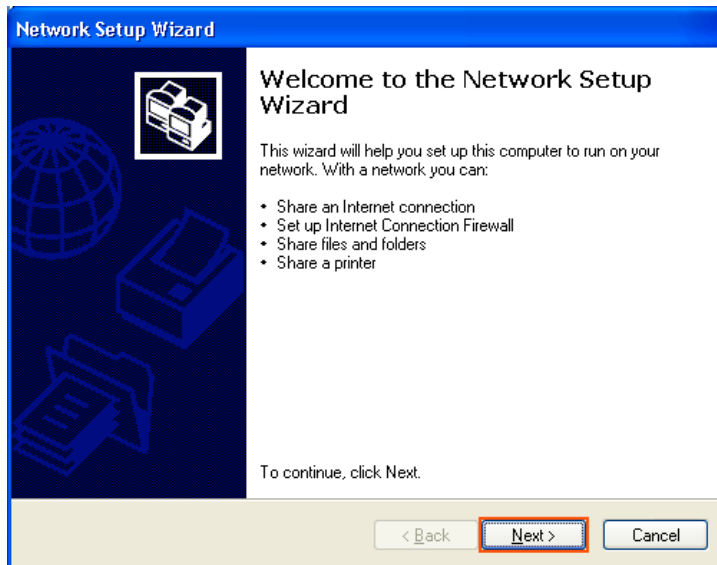 Network Setup Wizard
Welcome to the Network Setup
Wizard
This wizard will help you set up this computer to run on your
network. With a network you can:
• Share an Internet connection
• Set up Internet Connection Firewall
• Share files and folders
• Share a printer
To continue, click Next.
< Back Next > Cancel